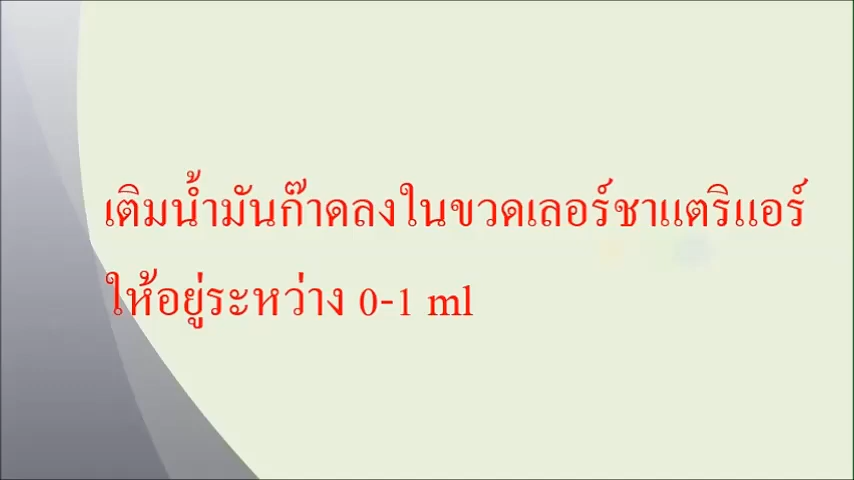 เติมน้ำมันก๊าดลงในขวดเลอร์ชาแตริแอร์
ให้อยู่ระหว่าง 0-1 ml